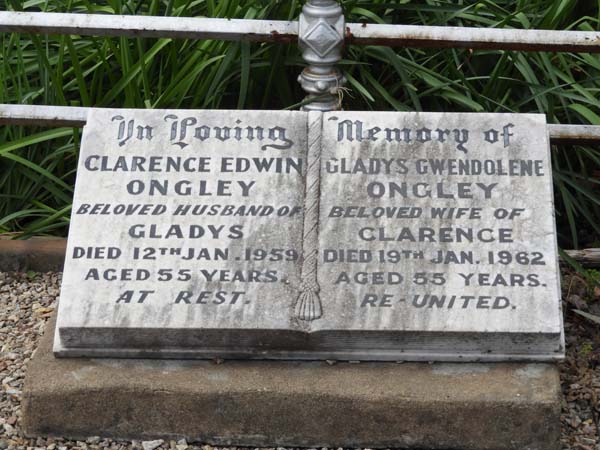 In Loving Memory of
CLARENCE EDWIN
ONGLEY
BELOVED HUSBAND OF
GLADYS
DIED 12TH JAN. 1959
AGED 55 YEARS.
AT REST.
GLADYS GWENDOLENE
ONGLEY
BELOVED WIFE OF
CLARENCE
DIED 19TH JAN. 1962
AGED 55 YEARS.
RE-UNITED.